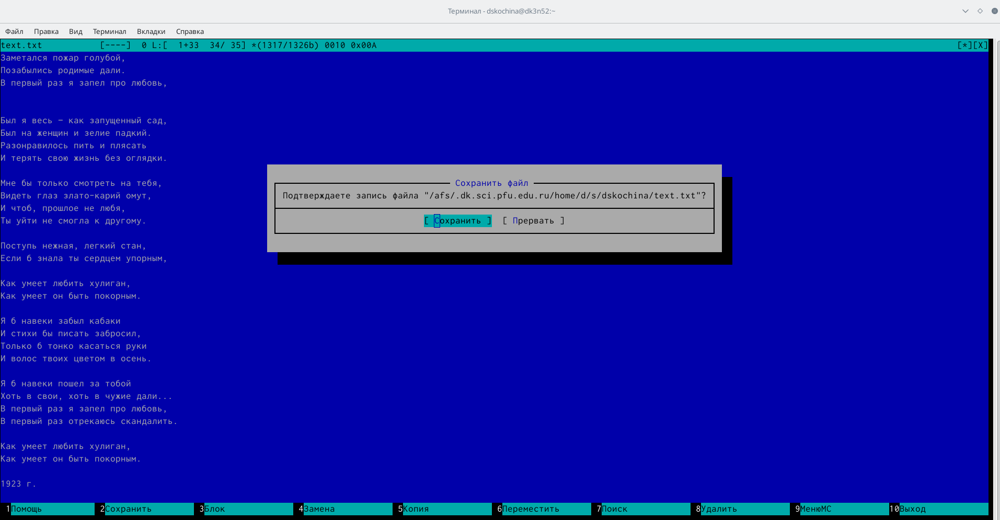 Терминал - dskochina@dk3n52:~
Файл Правка Вид Терминал Вкладки Справка
text.txt [----] 0 L:[ 1+33 34/ 35] *(1317/1326b) 0010 0x00A [*][X]
Заметался пожар голубой,
Позабылись родимые дали.
В первый раз я запел про любовь,
Был я весь – как запущенный сад,
Был на женщин и зелие падкий.
Разонравилось пить и плясать
И терять свою жизнь без оглядки.
Сохранить файл
Мне бы только смотреть на тебя,
Подтверждаете запись файла "/afs/.dk.sci.pfu.edu.ru/home/d/s/dskochina/text.txt"?
Видеть глаз злато-карий омут,
И чтоб, прошлое не любя,
[ Сохранить ] [ Прервать ]
Ты уйти не смогла к другому.
Поступь нежная, легкий стан,
Если б знала ты сердцем упорным,
Как умеет любить хулиган,
Как умеет он быть покорным.
Я б навеки забыл кабаки
И стихи бы писать забросил,
Только б тонко касаться руки
И волос твоих цветом в осень.
Я б навеки пошел за тобой
Хоть в свои, хоть в чужие дали...
В первый раз я запел про любовь,
В первый раз отрекаюсь скандалить.
Как умеет любить хулиган,
Как умеет он быть покорным.
1923 г.
1Помощь 2Сохранить 3Блок 4Замена 5Копия 6Переместить 7Поиск 8Удалить 9МенюMC 10Выход